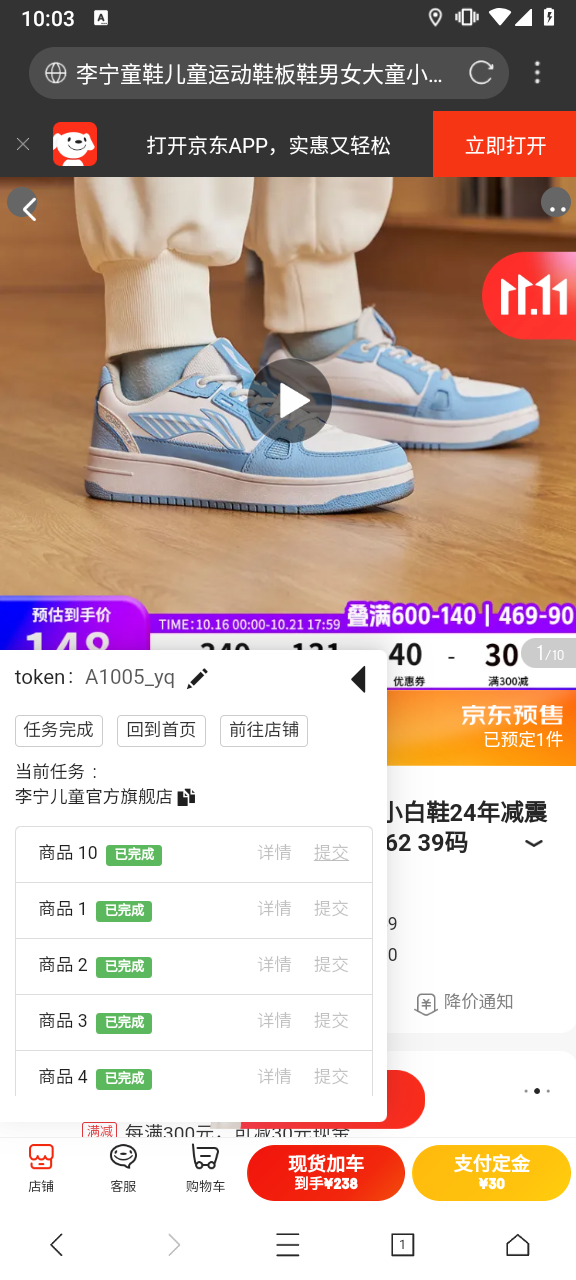 10:03
A
李宁童鞋儿童运动鞋板鞋男女大童小...
打开京东APP，实惠又轻松
立即打开
11.11
预估到手价
TIME:10.16 00:00-10.21 17:59
叠满600-140 | 469-90
148
40 - 30
优惠券
满300减
1/10
token： A1005_yq
任务完成
回到首页
前往店铺
京东预售
已预定1件
当前任务 :
李宁儿童官方旗舰店
小白鞋24年减震
62 39码
商品 10 已完成 详情 提交
商品 1 已完成 详情 提交
9
0
商品 2 已完成 详情 提交
降价通知
商品 3 已完成 详情 提交
商品 4 已完成 详情 提交
满减 每满300元，可减30元现金
店铺
客服
购物车
现货加车
到手¥238
支付定金
¥30
1